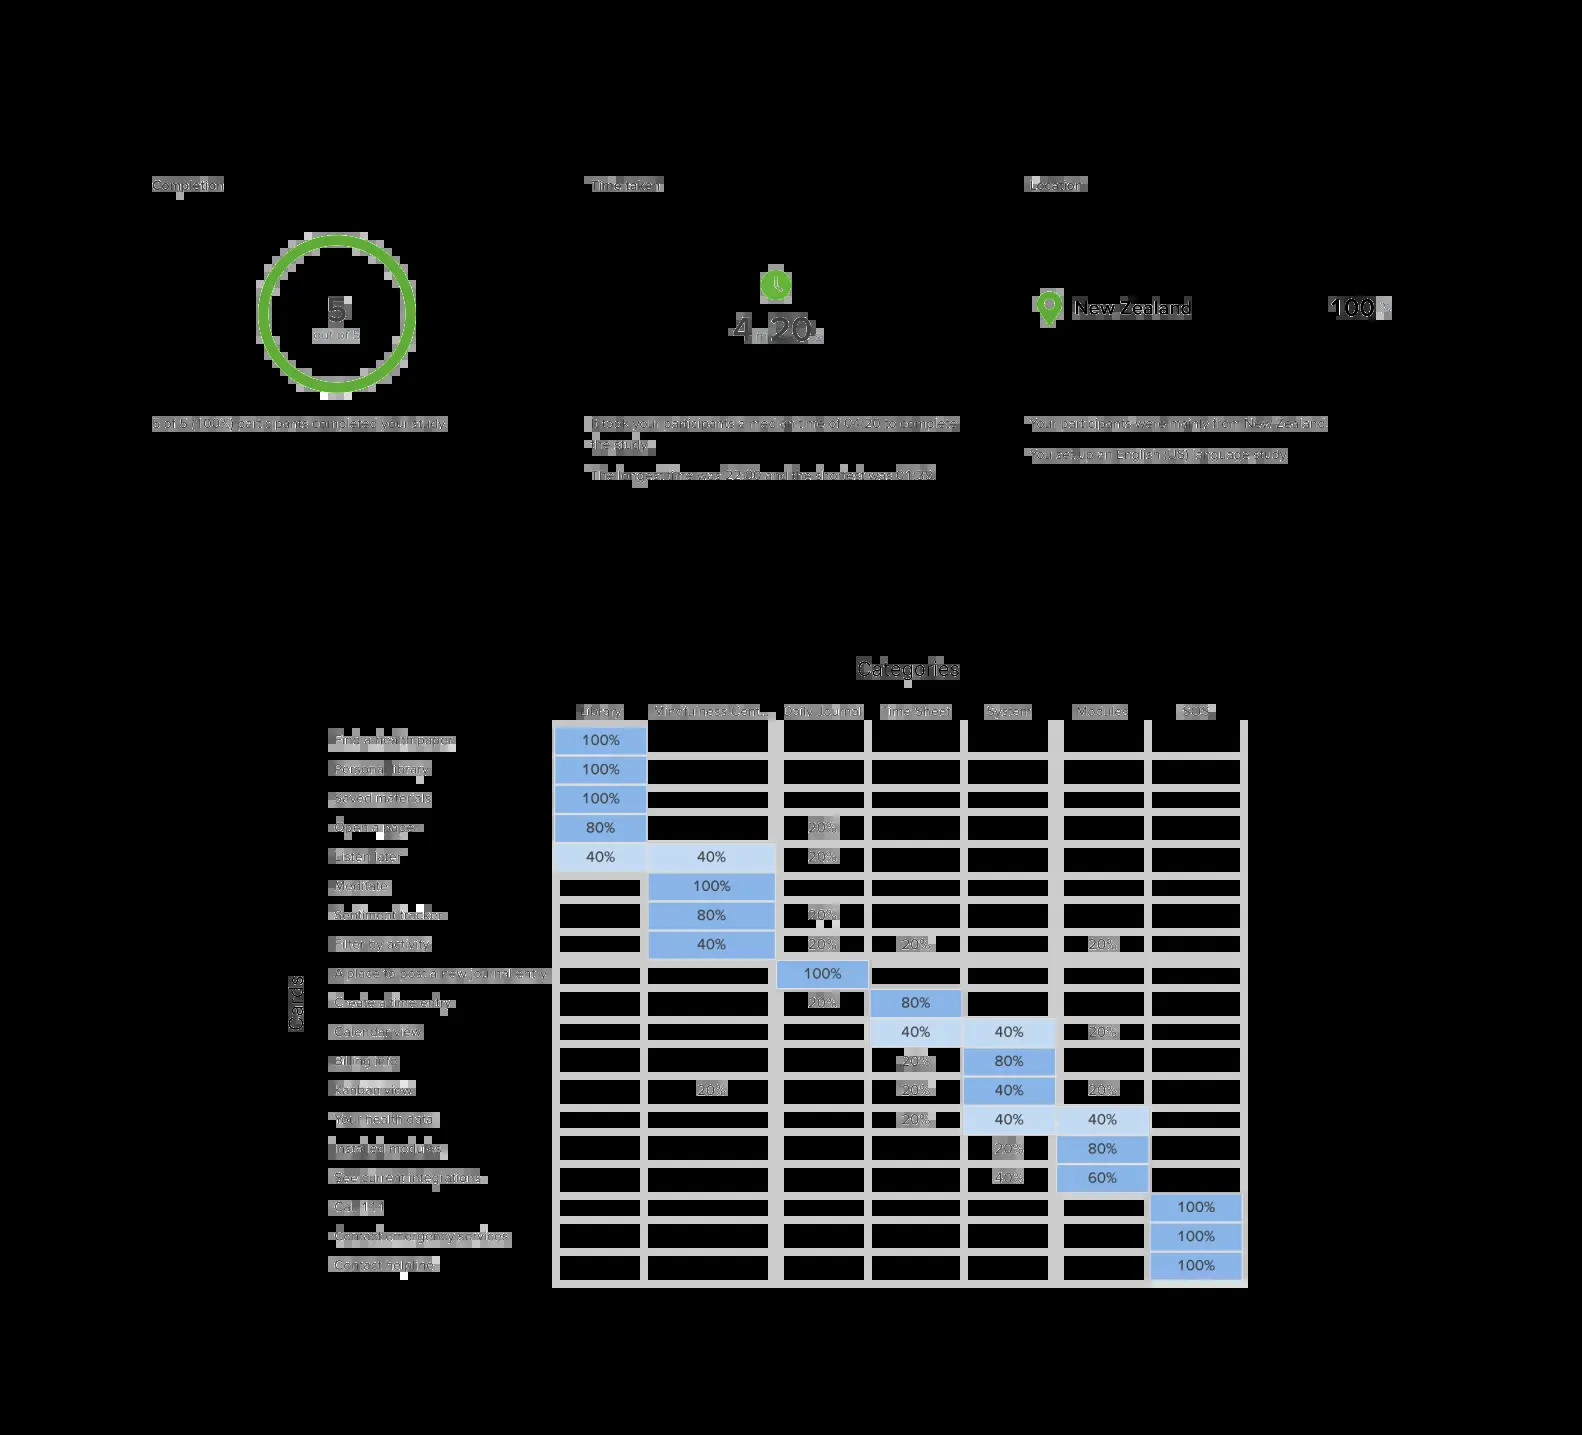 Completion
Time taken
Location
5
out of 5
4 m 20 s
New Zealand
100%
5 of 5 (100%) participants completed your study.
It took your participants a median time of 04:20 to complete
the study.
The longest time was 22:00 and the shortest was
Your participants were mainly from New Zealand.
You set up an English (US) language study.
Categories
Library Mindfulness Cent... Daily Journal Time Sheet System Modules SOS
Cards
Find a health paper 100%
Personal library 100%
Saved materials 100%
Open a paper 80% 20%
Listen later 40% 40% 20%
Meditate 100%
Sentiment tracker 80% 20%
Filter by activity 40% 20% 20% 20%
A place to post a new journal entry 100%
Create a time entry 20% 80%
Calendar view 40% 40% 20%
Billing info 20% 80%
Kanban view 20% 20% 40% 20%
Your health data 20% 40% 40%
Installed modules 20% 80%
See current integrations 40% 60%
Call 111 100%
Contact emergency services 100%
Contact helpline 100%